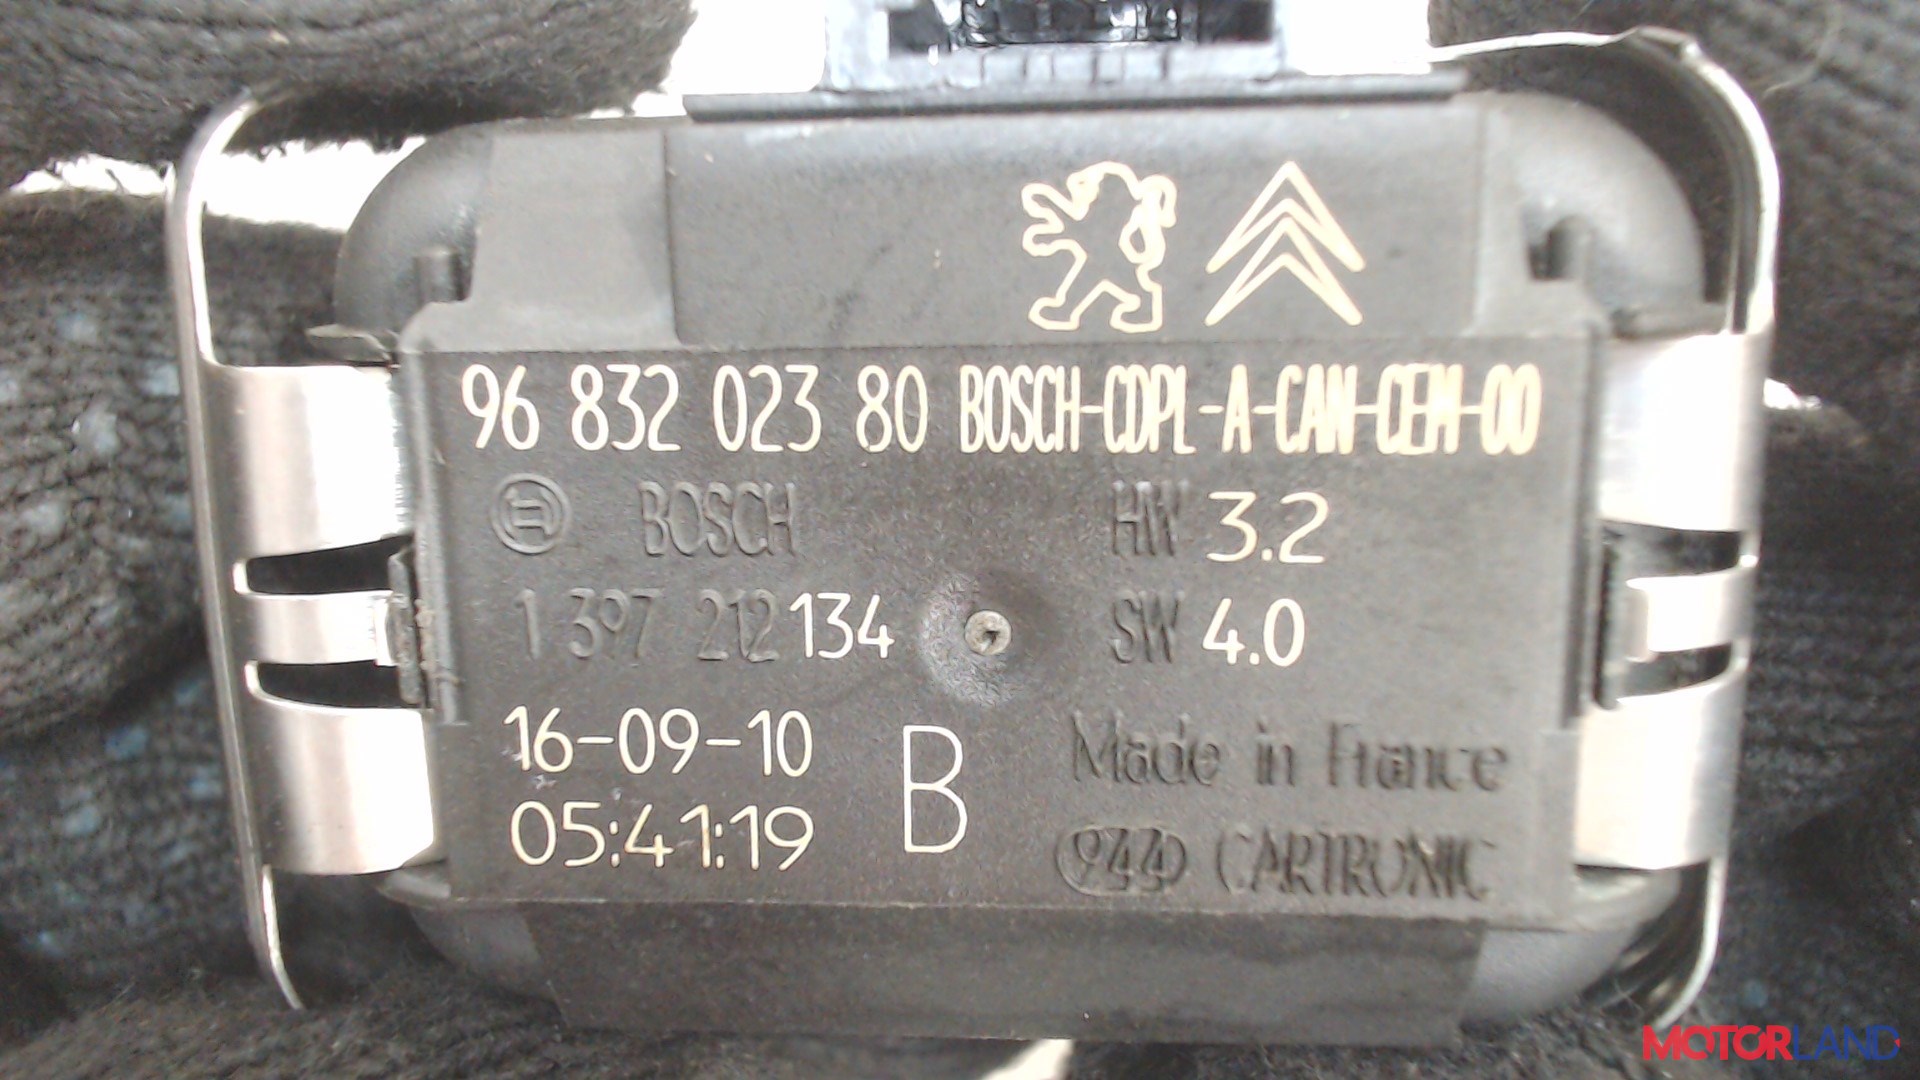 96 832 023 80 BOSCH-CDPL-A-CAN-CEM-00
BOSCH HW 3.2
1 397 212 134 SW 4.0
16-09-10 B Made in France
05:41:19 944 CARTRONIC
MOTORLAND